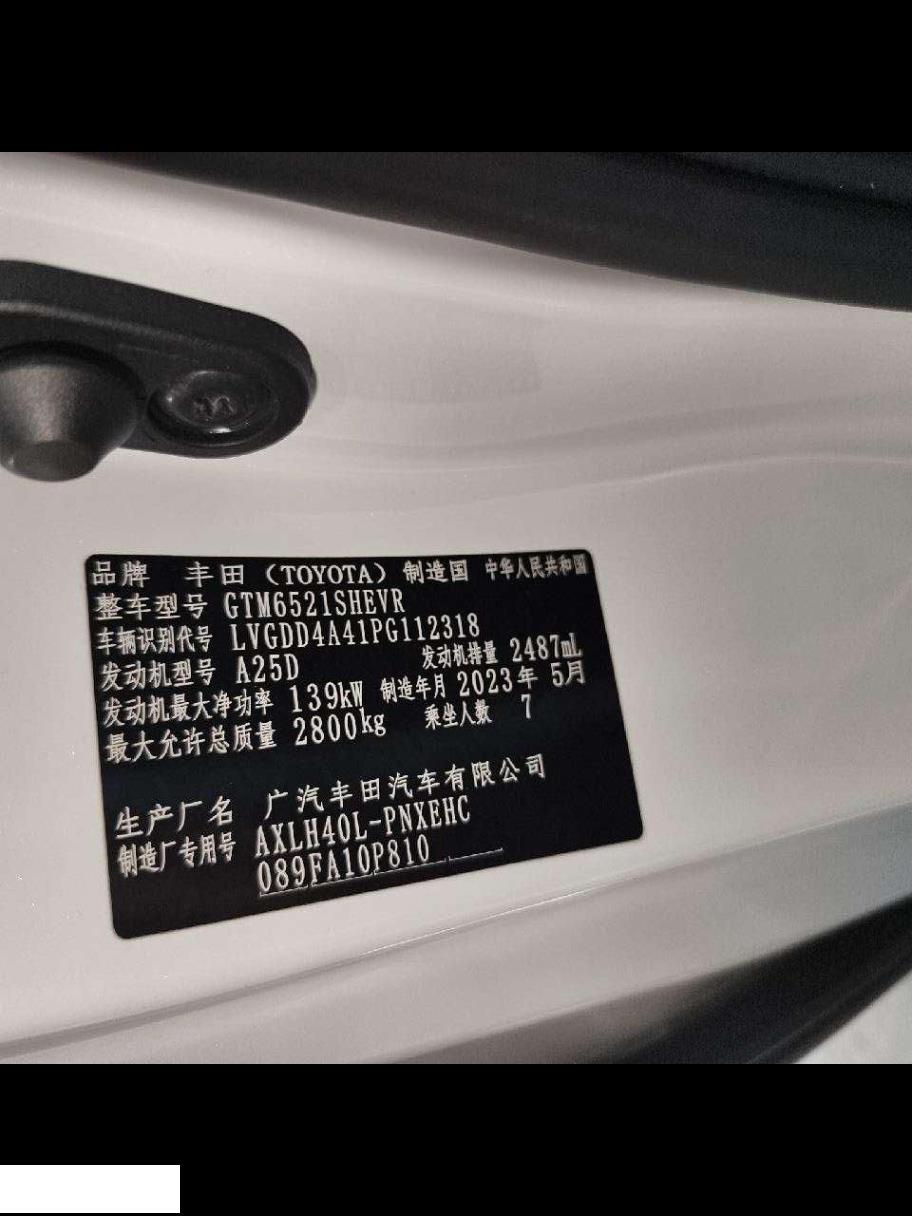 品牌 丰田（TOYOTA） 制造国 中华人民共和国
整车型号 GTM6521SHEVR
车辆识别代号 LVGDD4A41PG112318
发动机型号 A25D 发动机排量 2487mL
发动机最大净功率 139kW 制造年月 2023年 5月
最大允许总质量 2800kg 乘坐人数 7
生产厂名 广汽丰田汽车有限公司
制造厂专用号 AXLH40L-PNXEHC
089FA10P810